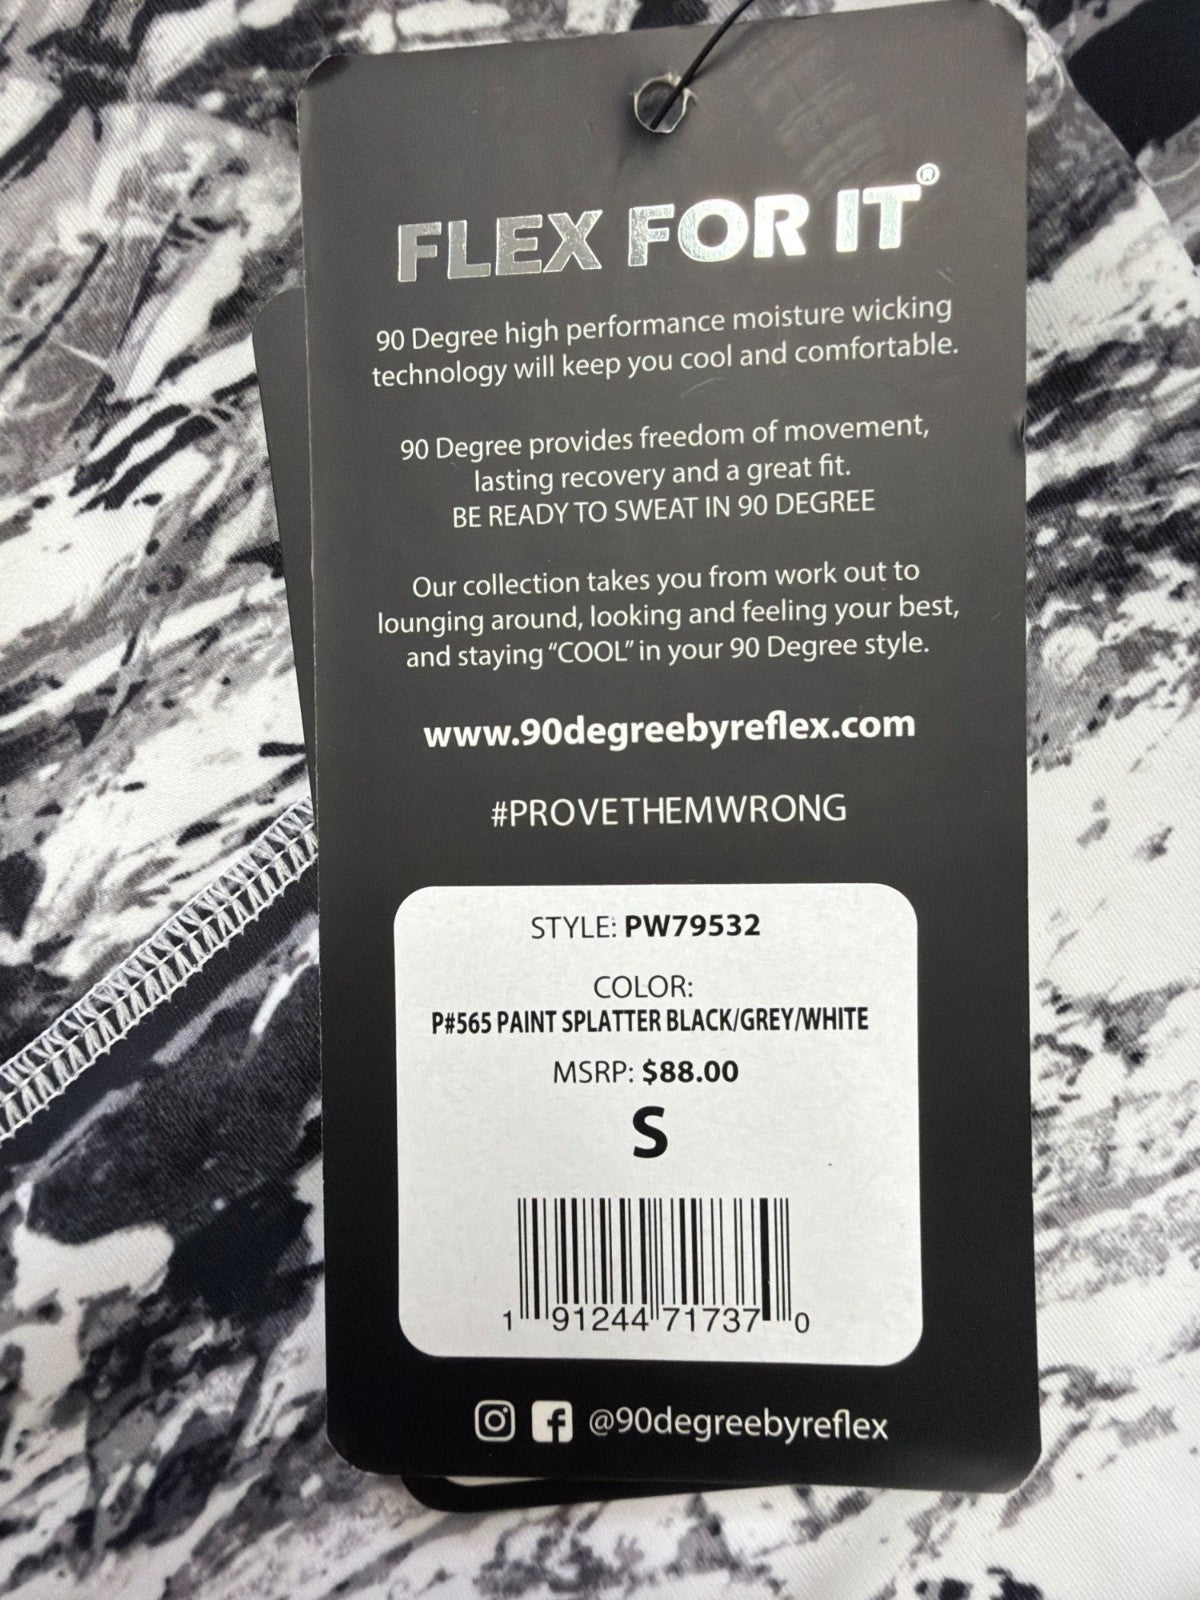 FLEX FOR IT®
90 Degree high performance moisture wicking
technology will keep you cool and comfortable.
90 Degree provides freedom of movement,
lasting recovery and a great fit.
BE READY TO SWEAT IN 90 DEGREE
Our collection takes you from work out to
lounging around, looking and feeling your best,
and staying “COOL” in your 90 Degree style.
www.90degreebyreflex.com
#PROVETHEMWRONG
STYLE: PW79532
COLOR:
P#565 PAINT SPLATTER BLACK/GREY/WHITE
MSRP: $88.00
S
1 91244 71737 0
@90degreebyreflex